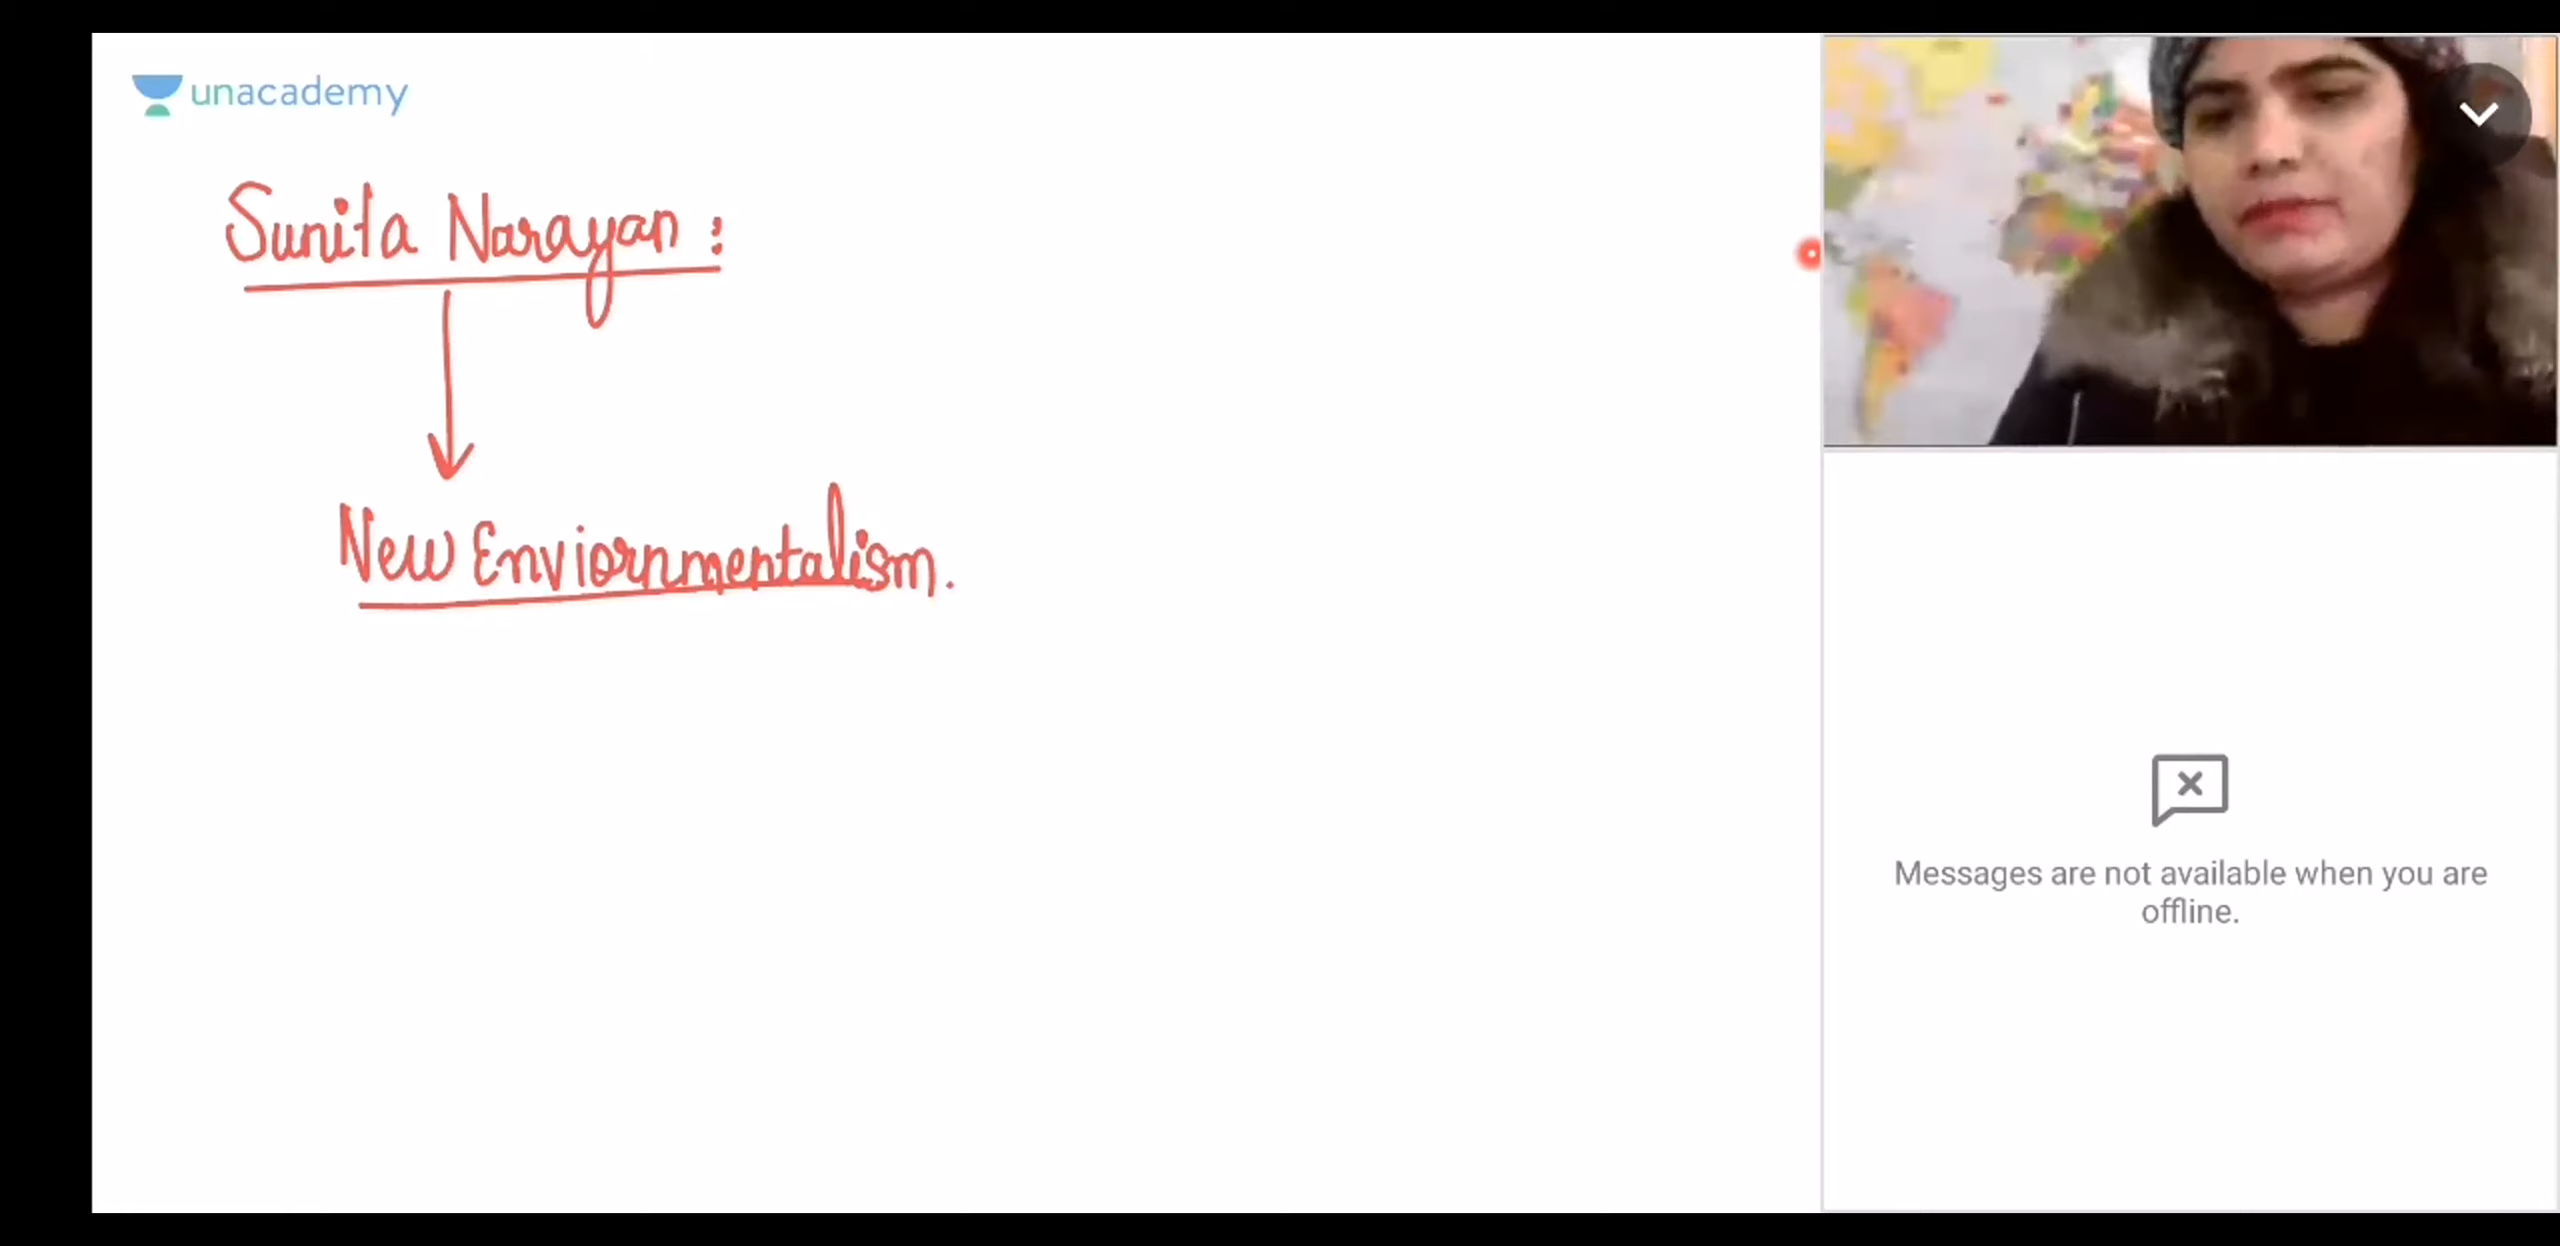 unacademy
Sunita Narayan :
New Enviornmentalism.
Messages are not available when you are
offline.